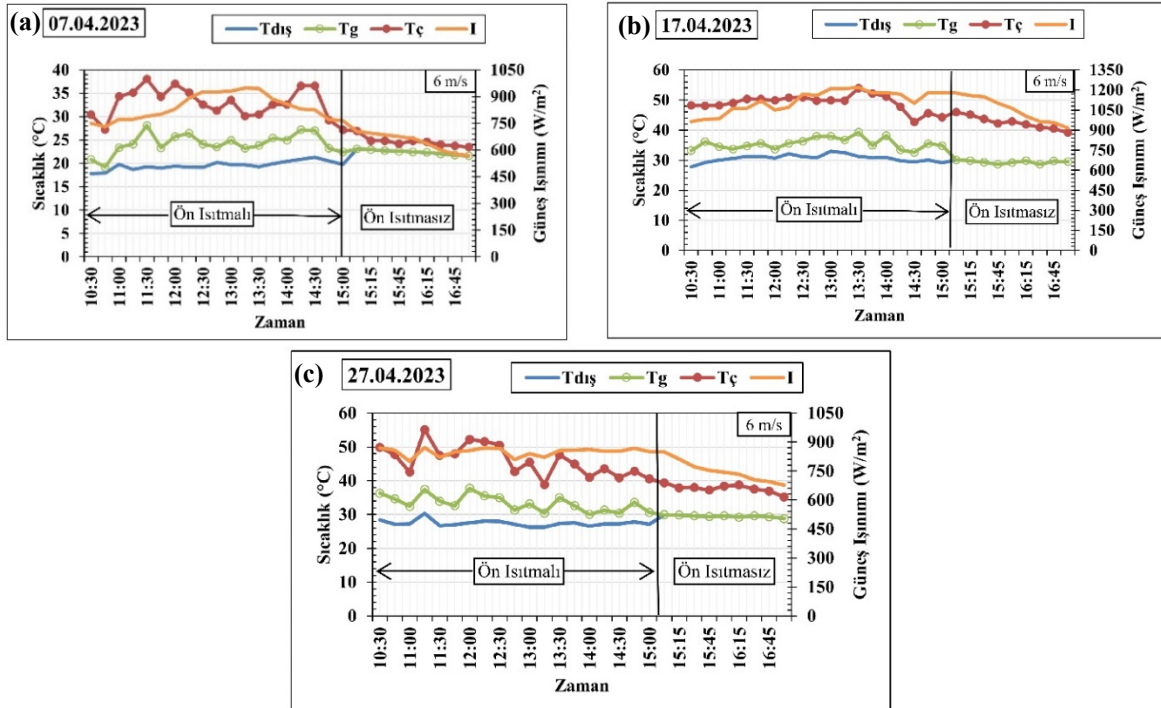 (a) 07.04.2023
Tdış Tg Tç I
6 m/s
40
35
30
25
20
15
10
5
0
Sıcaklık (°C)
1050
900
750
600
450
300
150
0
Güneş Işınımı (W/m²)
Ön Isıtmalı
Ön Isıtmasız
10:30 11:00 11:30 12:00 12:30 13:00 13:30 14:00 14:30 15:00 15:15 15:45 16:15 16:45
Zaman
(b) 17.04.2023
Tdış Tg Tç I
6 m/s
60
50
40
30
20
10
0
Sıcaklık (°C)
1350
1200
1050
900
750
600
450
300
150
0
Güneş Işınımı (W/m²)
Ön Isıtmalı
Ön Isıtmasız
10:30 11:00 11:30 12:00 12:30 13:00 13:30 14:00 14:30 15:00 15:15 15:45 16:15 16:45
Zaman
(c) 27.04.2023
Tdış Tg Tç I
6 m/s
60
50
40
30
20
10
0
Sıcaklık (°C)
1050
900
750
600
450
300
150
0
Güneş Işınımı (W/m²)
Ön Isıtmalı
Ön Isıtmasız
10:30 11:00 11:30 12:00 12:30 13:00 13:30 14:00 14:30 15:00 15:15 15:45 16:15 16:45
Zaman